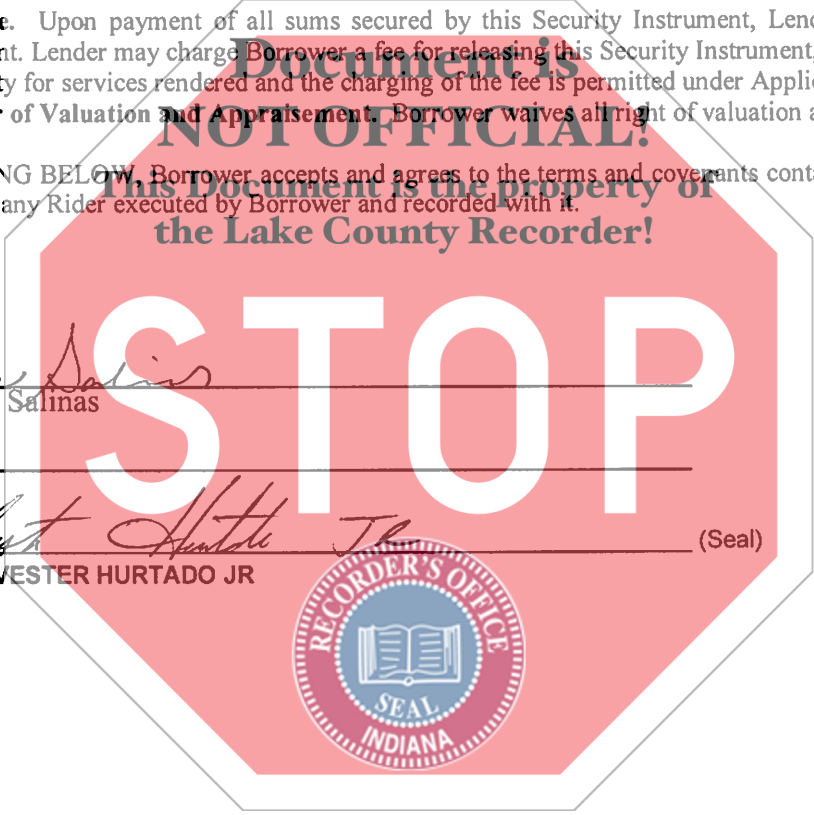 e. Upon payment of all sums secured by this Security Instrument, Lend
nt. Lender may charge Borrower a fee for releasing this Security Instrument,
ty for services rendered and the charging of the fee is permitted under Applic
r of Valuation and Appraisement. Borrower waives all right of valuation a
NG BELOW, Borrower accepts and agrees to the terms and covenants conta
any Rider executed by Borrower and recorded with it.
Document is
NOT OFFICIAL!
This Document is the property of
the Lake County Recorder!
STOP
Salinas
Salinas
Hurtado JR
(Seal)
VESTER HURTADO JR
RECORDER'S OFFICE
SEAL
INDIANA